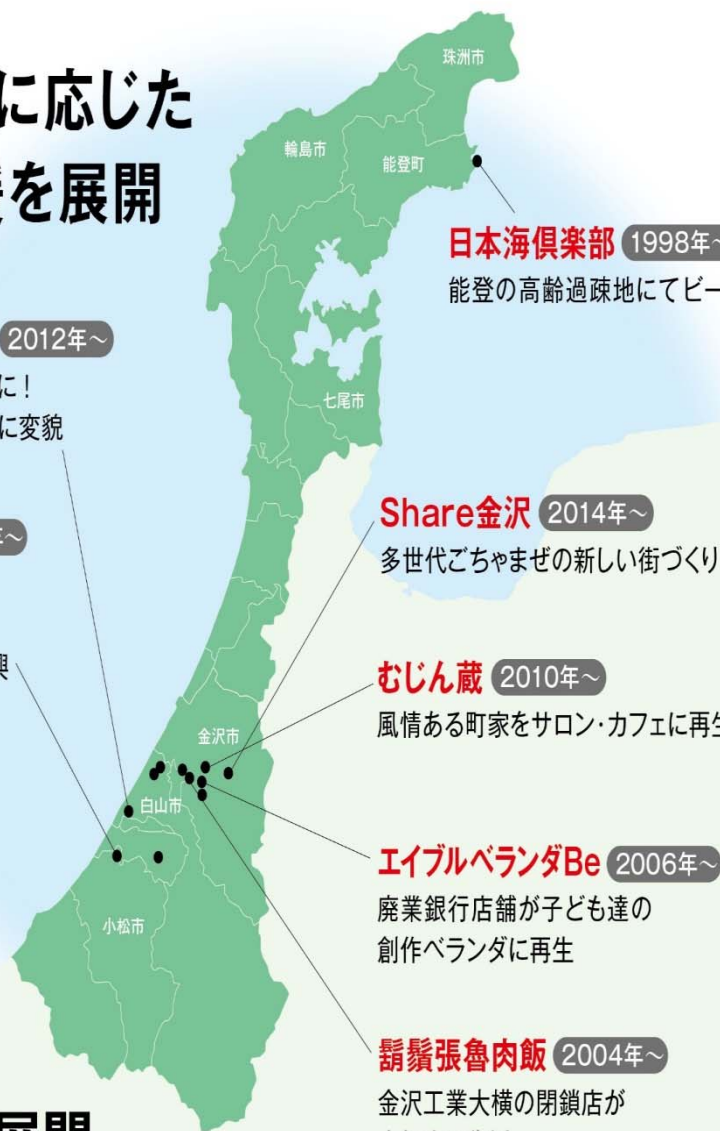 に応じた
を展開
珠洲市
輪島市
能登町
日本海倶楽部 1998年～
能登の高齢過疎地にてビー
2012年～
に！
に変貌
七尾市
Share金沢 2014年～
多世代ごちゃまぜの新しい街づくり
むじん蔵 2010年～
風情ある町家をサロン・カフェに再生
金沢市
白山市
エイブルベランダBe 2006年～
廃業銀行店舗が子ども達の
創作ベランダに再生
小松市
鬍鬚張魯肉飯 2004年～
金沢工業大横の閉鎖店が
展開